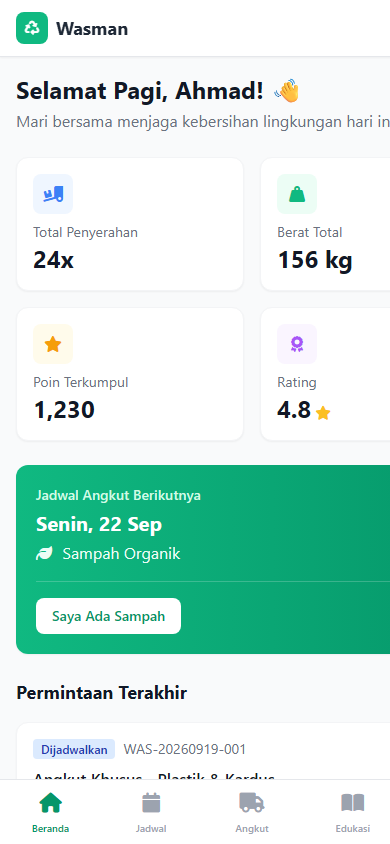 Wasman
Selamat Pagi, Ahmad! 👋
Mari bersama menjaga kebersihan lingkungan hari
Total Penyerahan
24x
Berat Total
156 kg
Poin Terkumpul
1,230
Rating
4.8
Jadwal Angkut Berikutnya
Senin, 22 Sep
Sampah Organik
Saya Ada Sampah
Permintaan Terakhir
Dijadwalkan WAS-20260919-001
Angkut Khusus - Plastik & Kardus
Beranda
Jadwal
Angkut
Edukasi